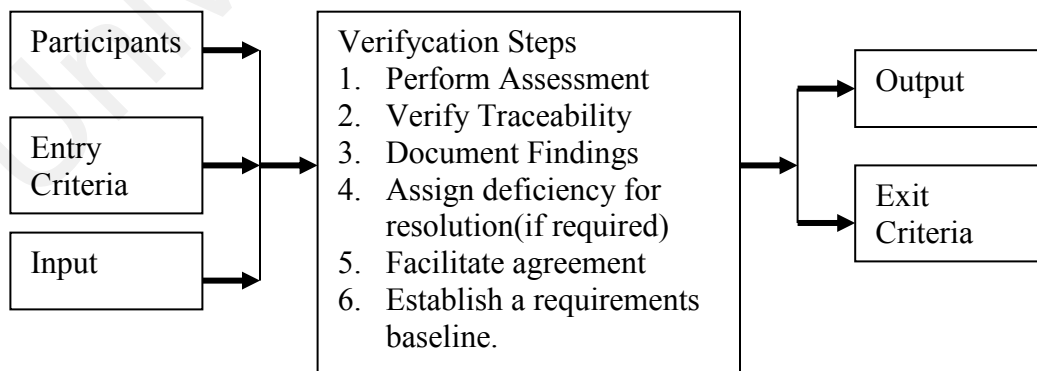 Participants
Entry
Criteria
Input
Verifycation Steps
1. Perform Assessment
2. Verify Traceability
3. Document Findings
4. Assign deficiency for
resolution(if required)
5. Facilitate agreement
6. Establish a requirements
baseline.
Output
Exit
Criteria